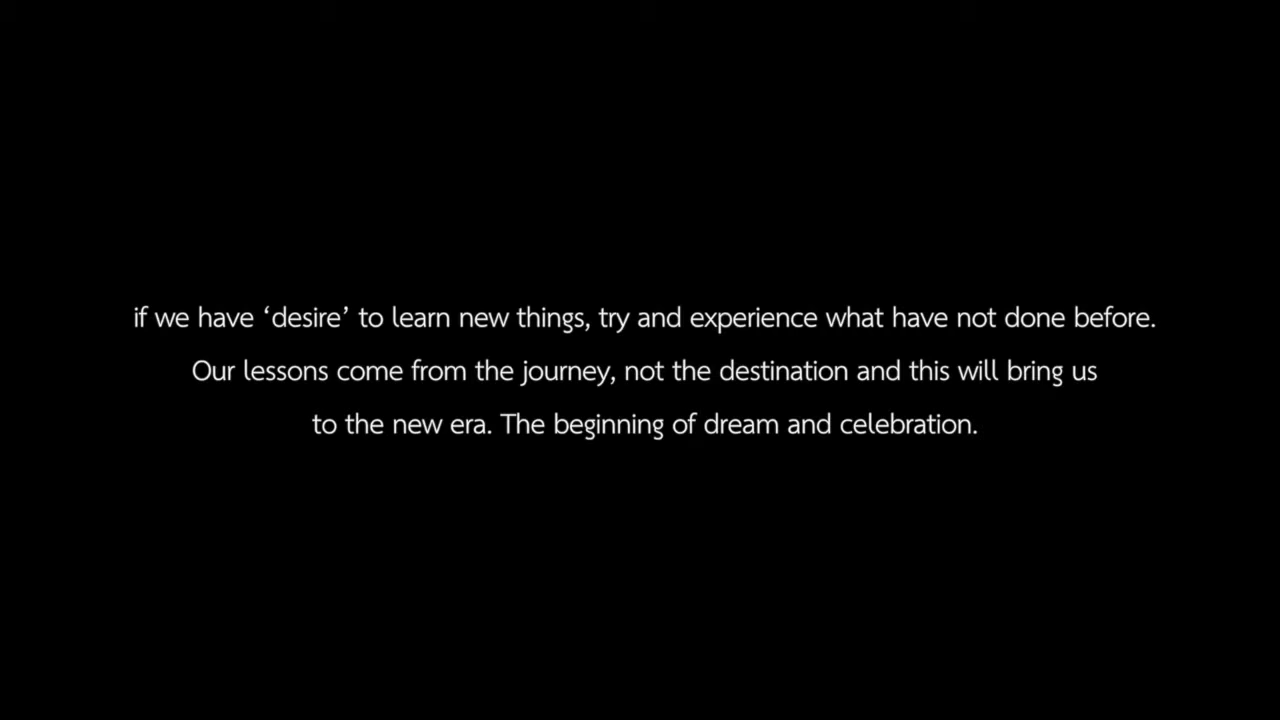 if we have ‘desire’ to learn new things, try and experience what have not done before.
Our lessons come from the journey, not the destination and this will bring us
to the new era. The beginning of dream and celebration.